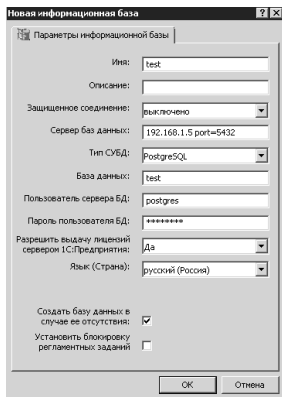 Новая информационная база
Параметры информационной базы
Имя: test
Описание:
Защищенное соединение: выключено
Сервер баз данных: 192.168.1.5 port=5432
Тип СУБД: PostgreSQL
База данных: test
Пользователь сервера БД: postgres
Пароль пользователя БД: ********
Разрешить выдачу лицензий
сервером 1С:Предприятия: Да
Язык (Страна): русский (Россия)
Создать базу данных в
случае ее отсутствия:
Установить блокировку
регламентных заданий
OK Отмена